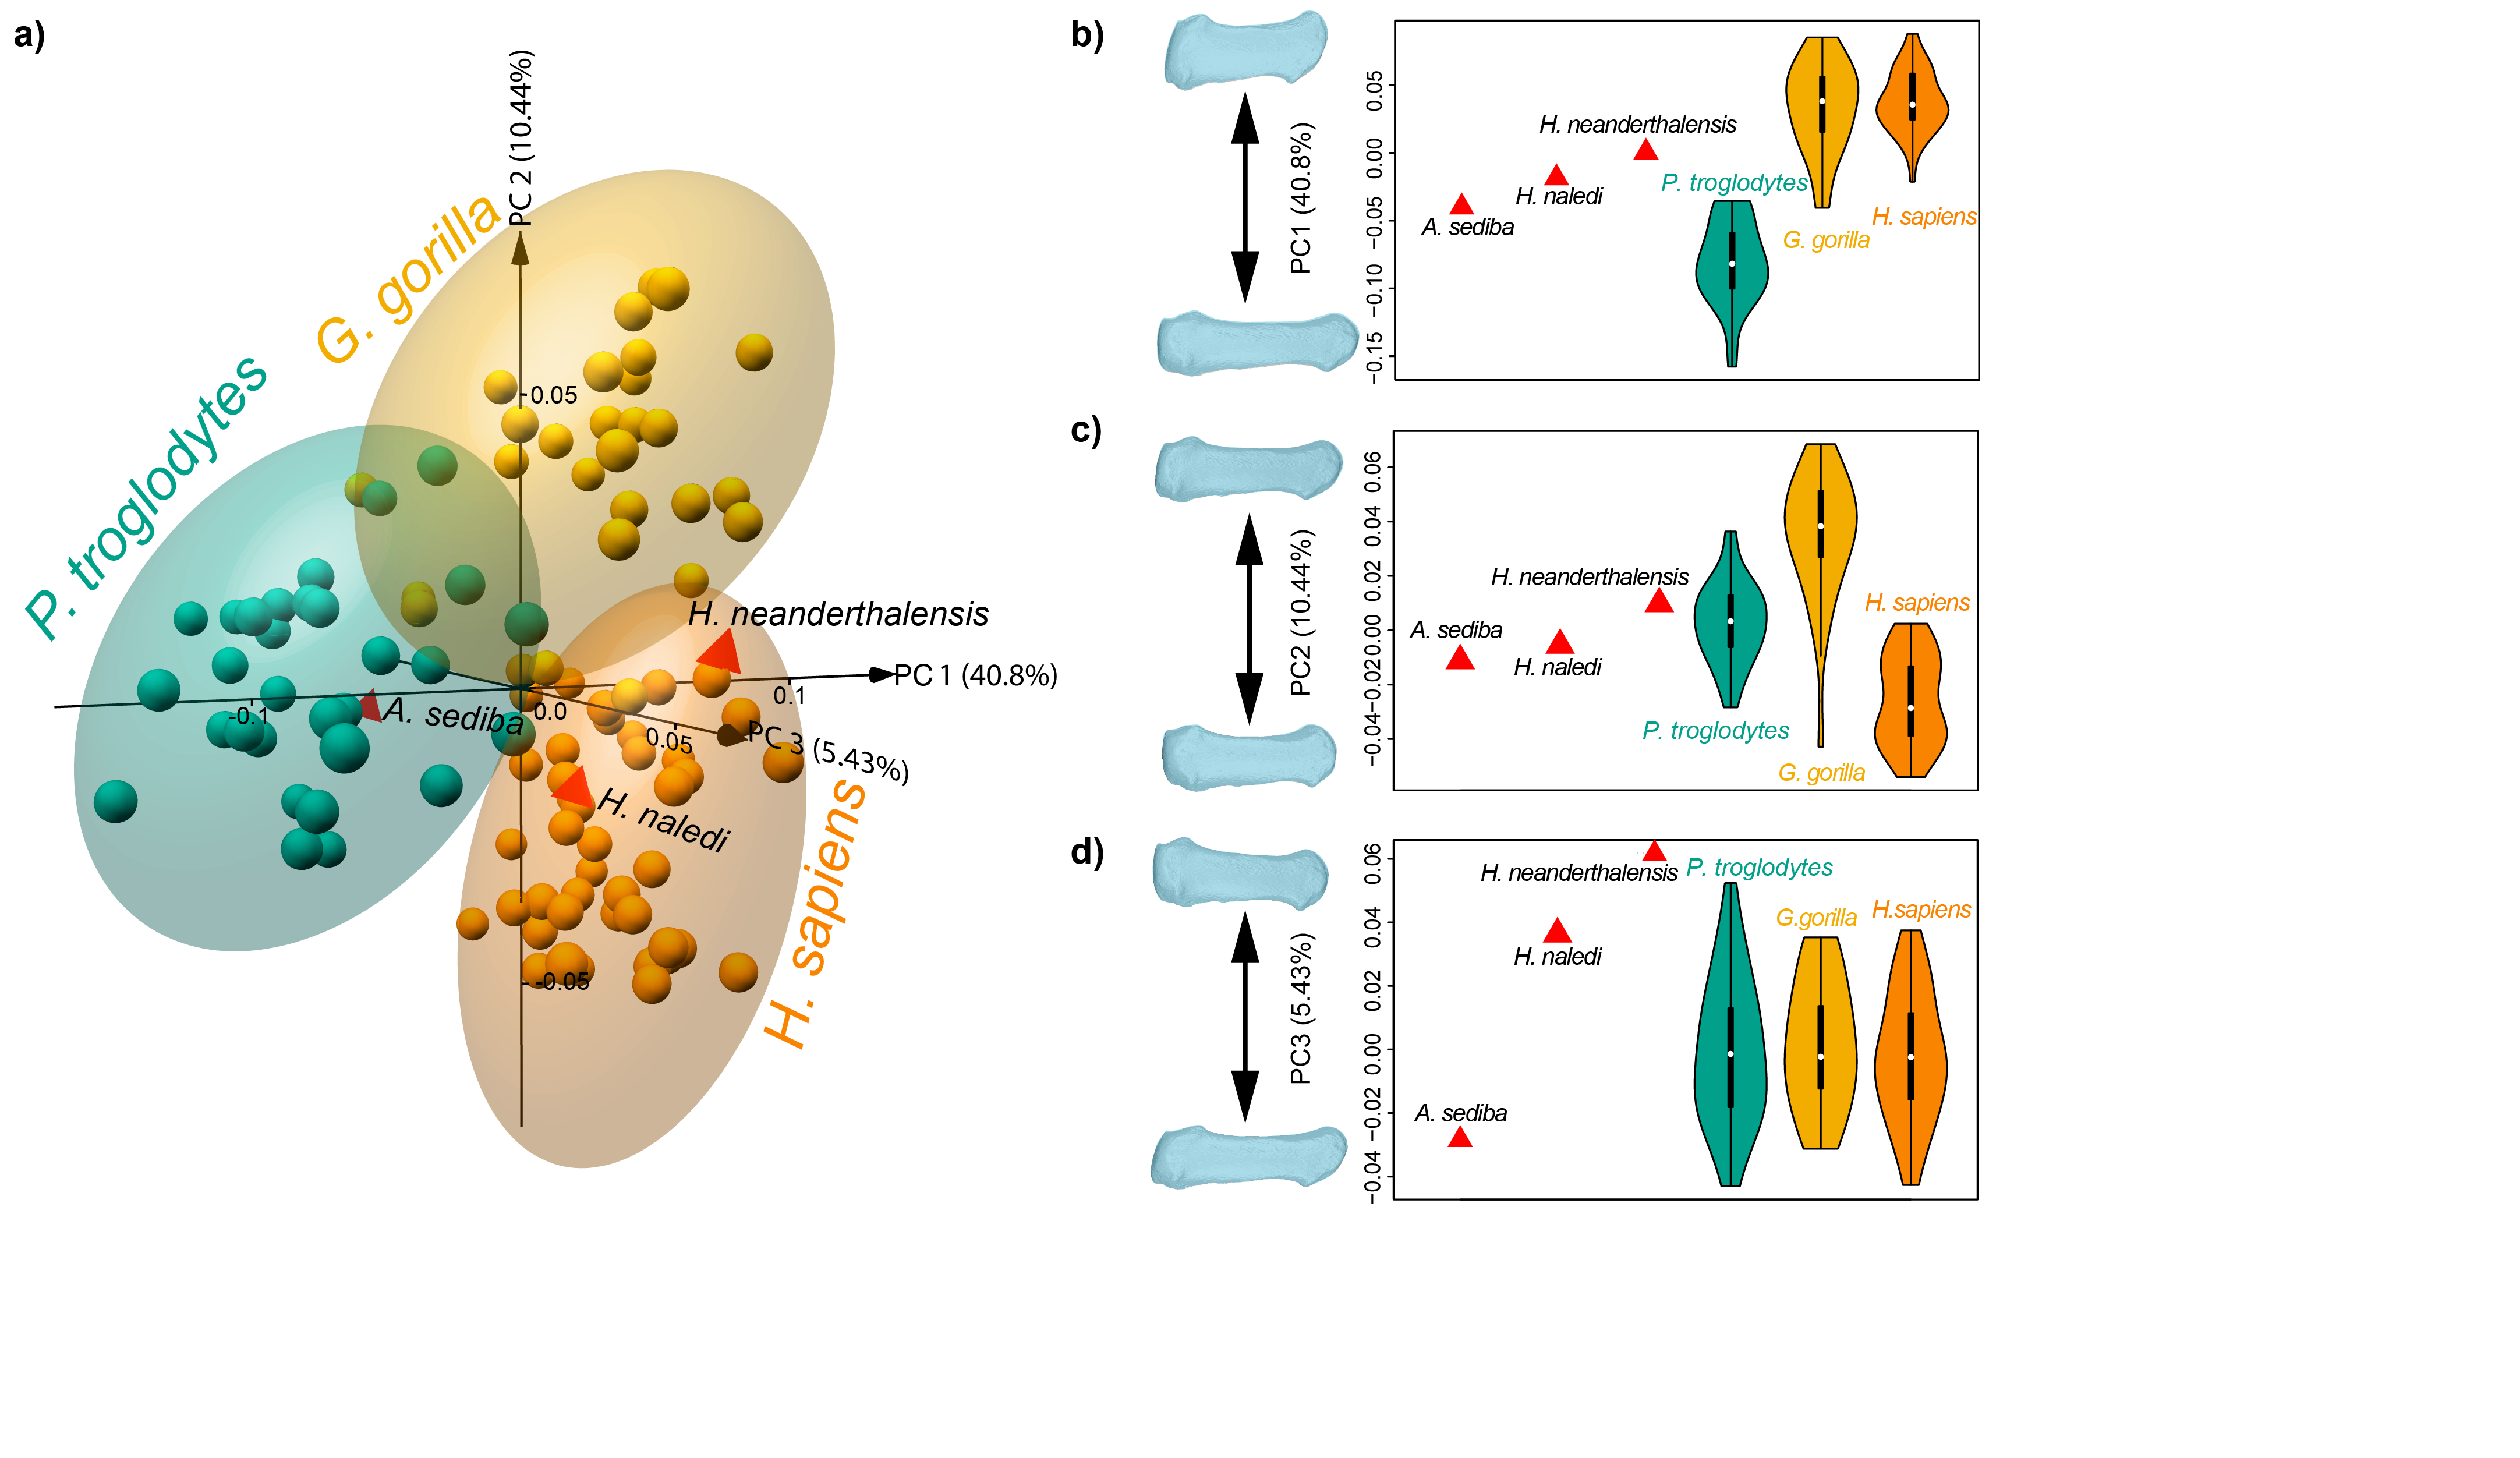 a)
PC 2 (10.44%)
G. gorilla
P. troglodytes
0.05
H. neanderthalensis
PC 1 (40.8%)
0.1
-0.1
0.0
A. sediba
0.05
PC 3 (5.43%)
H. naledi
H. sapiens
-0.05
b)
PC1 (40.8%)
0.05
0.00
−0.05
−0.10
−0.15
H. neanderthalensis
H. naledi
A. sediba
P. troglodytes
G. gorilla
H. sapiens
c)
PC2 (10.44%)
0.06
0.04
0.02
0.00
−0.02
−0.04
H. neanderthalensis
A. sediba
H. naledi
P. troglodytes
G. gorilla
H. sapiens
d)
PC3 (5.43%)
0.06
0.04
0.02
0.00
−0.02
−0.04
H. neanderthalensis
P. troglodytes
H. naledi
G.gorilla
H.sapiens
A. sediba